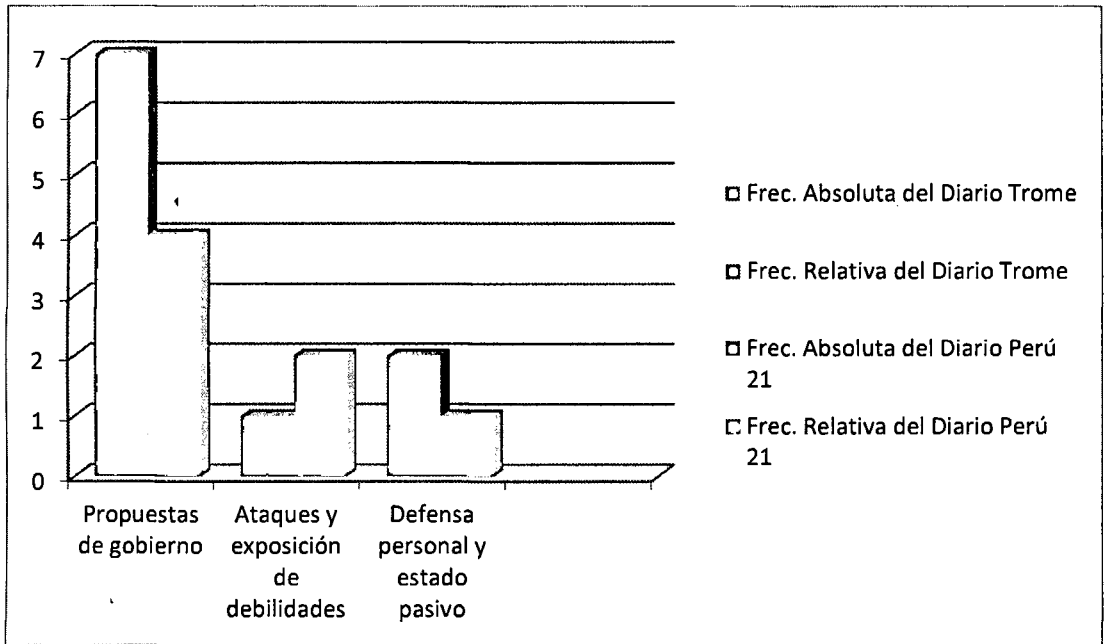 7
6
5
4
3
2
1
0
Propuestas
de gobierno
Ataques y
exposición
de
debilidades
Defensa
personal y
estado
pasivo
Frec. Absoluta del Diario Trome
Frec. Relativa del Diario Trome
Frec. Absoluta del Diario Perú
21
Frec. Relativa del Diario Perú
21